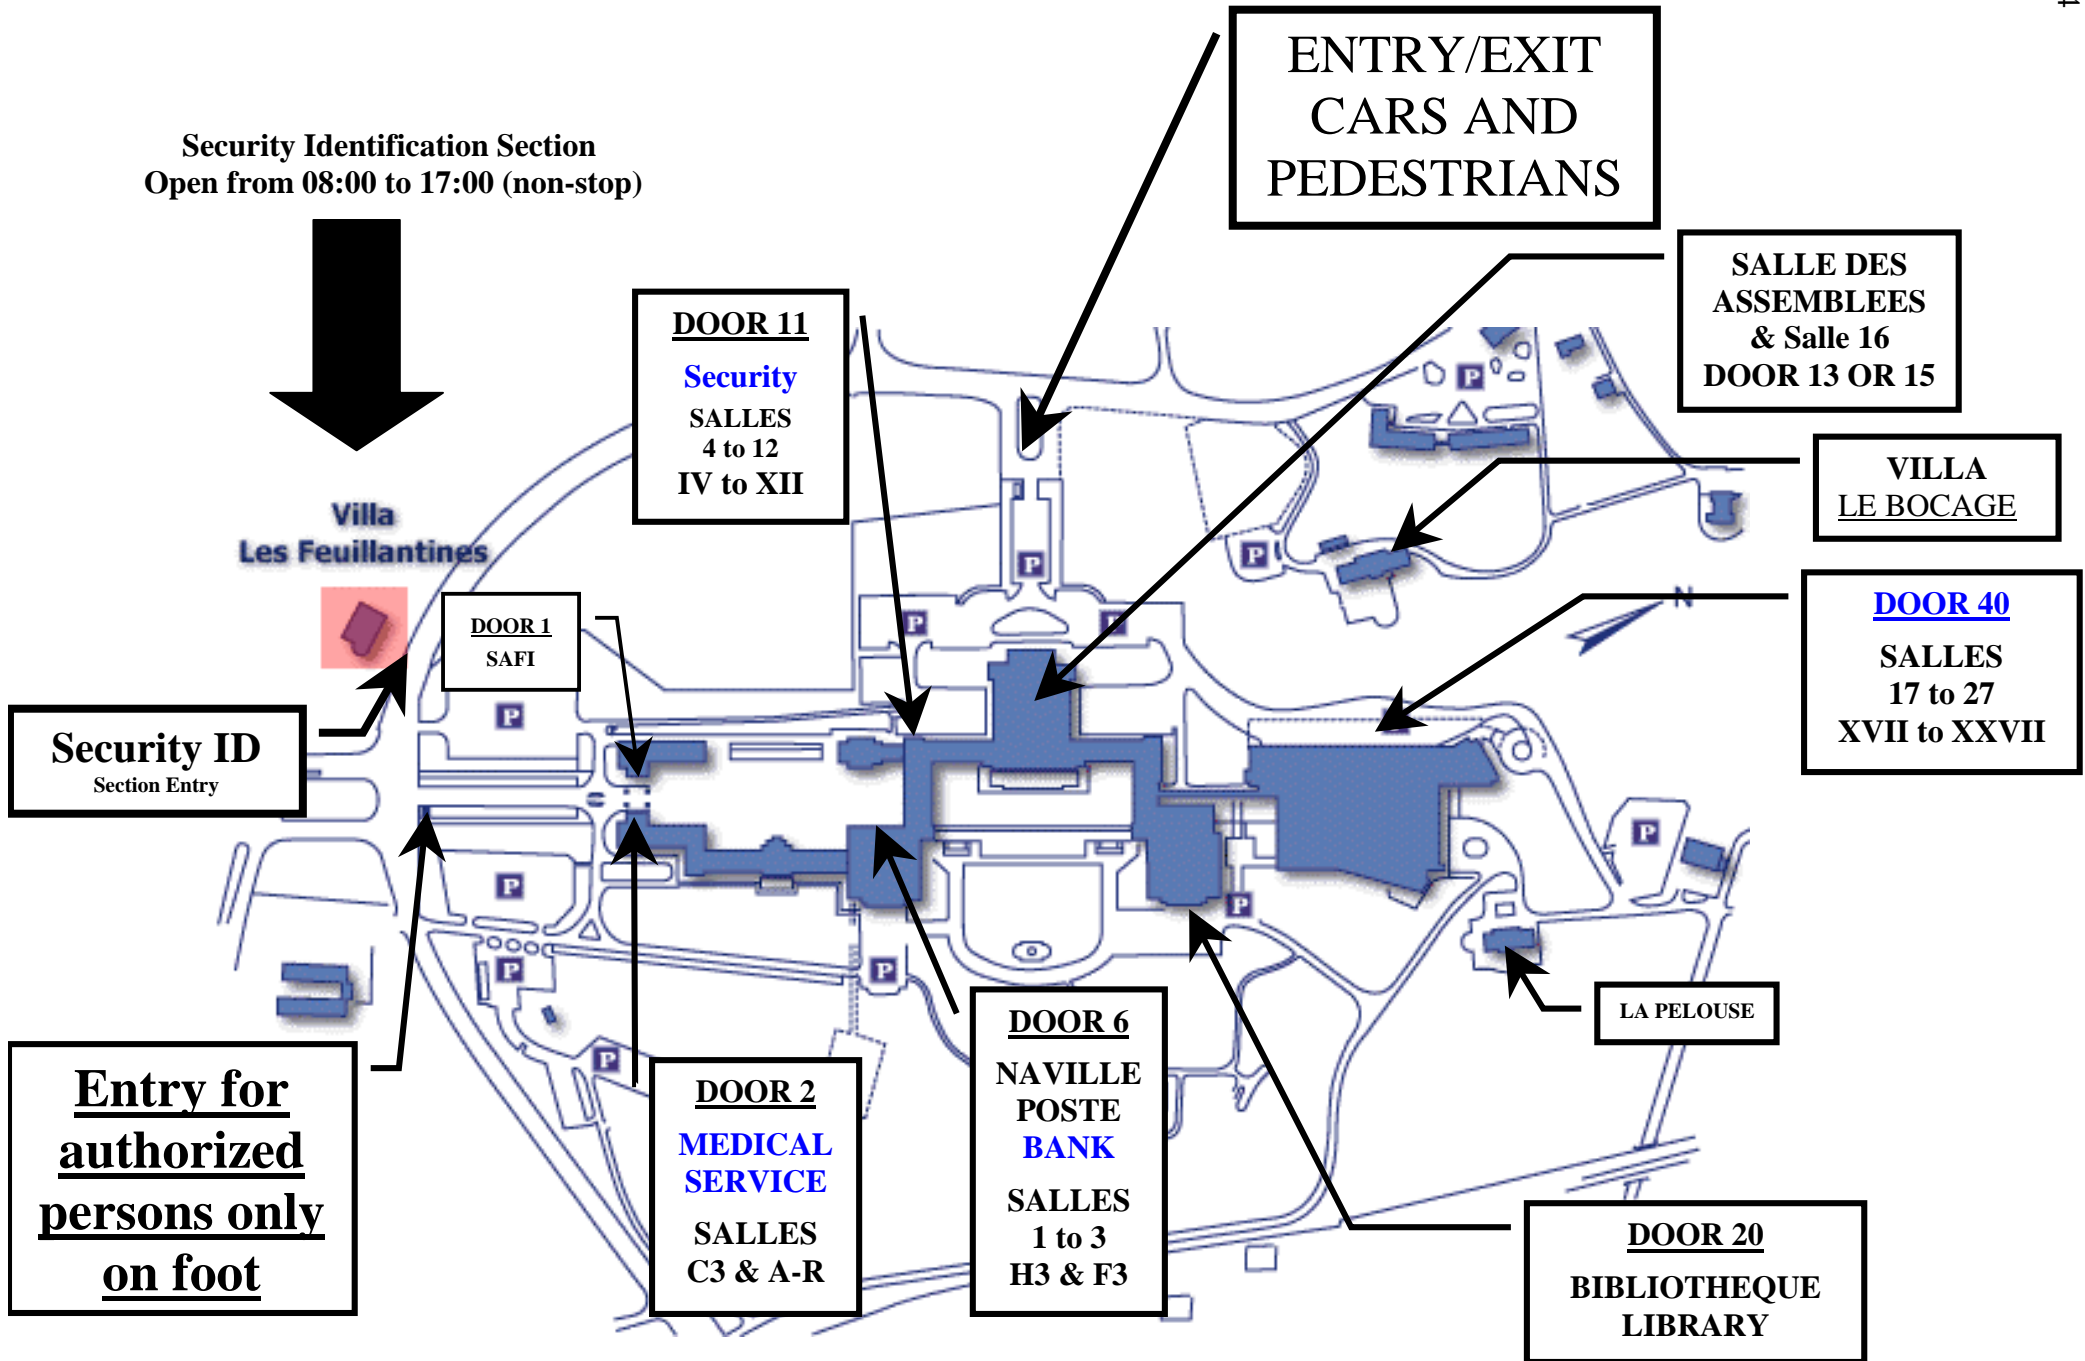 1
ENTRY/EXIT
CARS AND
PEDESTRIANS
Security Identification Section
Open from 08:00 to 17:00 (non-stop)
SALLE DES
ASSEMBLEES
& Salle 16
DOOR 13 OR 15
DOOR 11
Security
SALLES
4 to 12
IV to XII
P
VILLA
LE BOCAGE
Villa
Les Feuillantines
P
P
DOOR 40
SALLES
17 to 27
XVII to XXVII
N
DOOR 1
SAFI
P
P
P
Security ID
Section Entry
P
P
P
P
P
P
LA PELOUSE
Entry for
authorized
persons only
on foot
P
DOOR 2
MEDICAL
SERVICE
SALLES
C3 & A-R
DOOR 6
NAVILLE
POSTE
BANK
SALLES
1 to 3
H3 & F3
DOOR 20
BIBLIOTHEQUE
LIBRARY